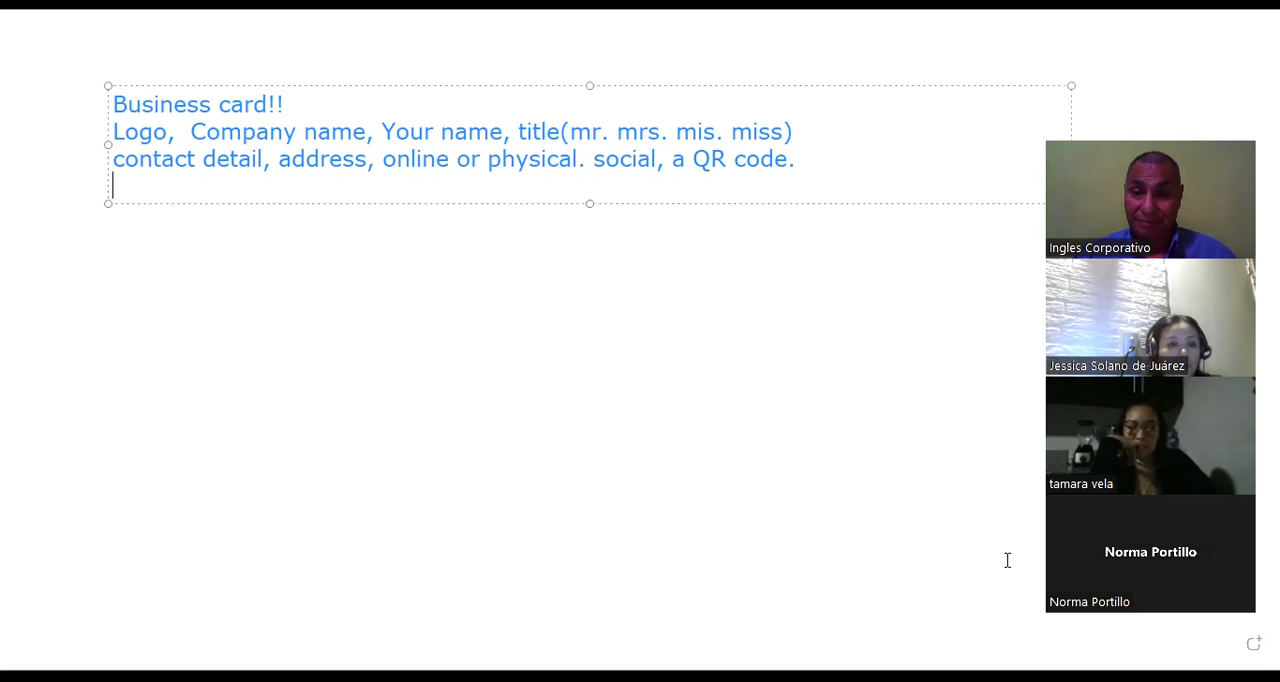 Business card!!
Logo,  Company name, Your name, title(mr. mrs. mis. miss)
contact detail, address, online or physical. social, a QR code.
Ingles Corporativo
Jessica Solano de Juárez
tamara vela
Norma Portillo
Norma Portillo